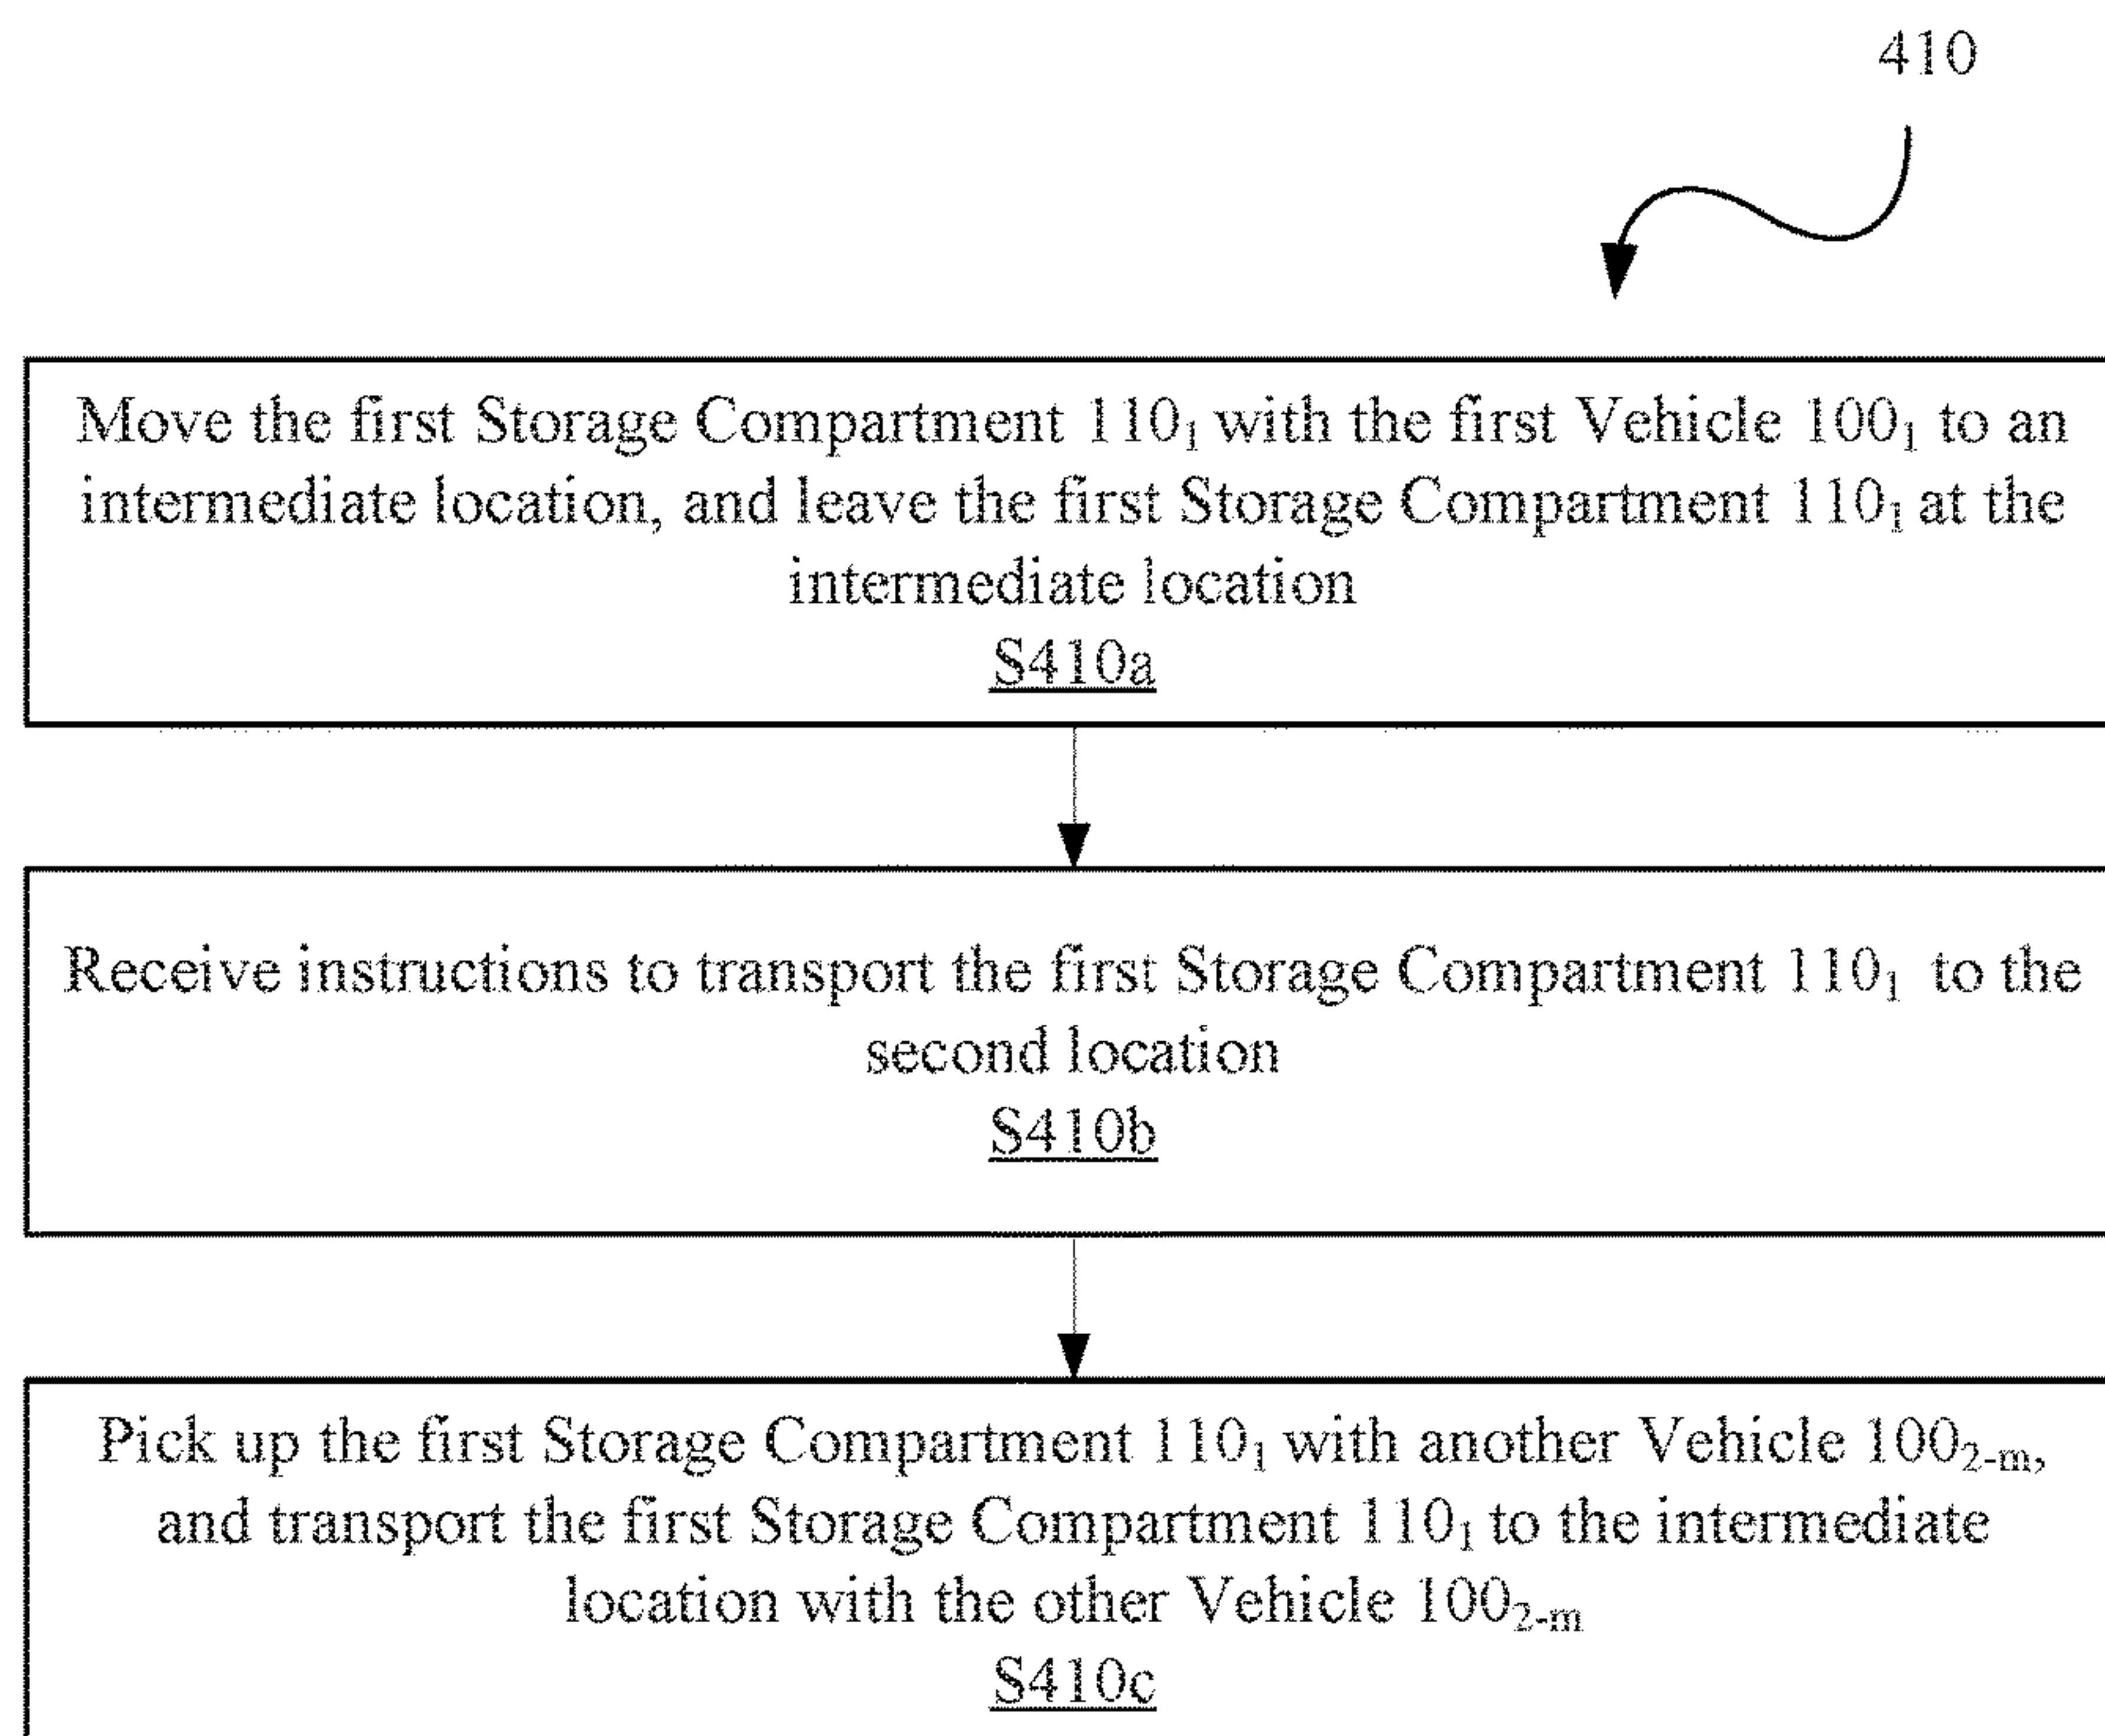 410
Move the first Storage Compartment 110₁ with the first Vehicle 100₁ to an
intermediate location, and leave the first Storage Compartment 110₁ at the
intermediate location
S410a
Receive instructions to transport the first Storage Compartment 110₁ to the
second location
S410b
Pick up the first Storage Compartment 110₁ with another Vehicle 100₂₋ₘ,
and transport the first Storage Compartment 110₁ to the intermediate
location with the other Vehicle 100₂₋ₘ
S410c